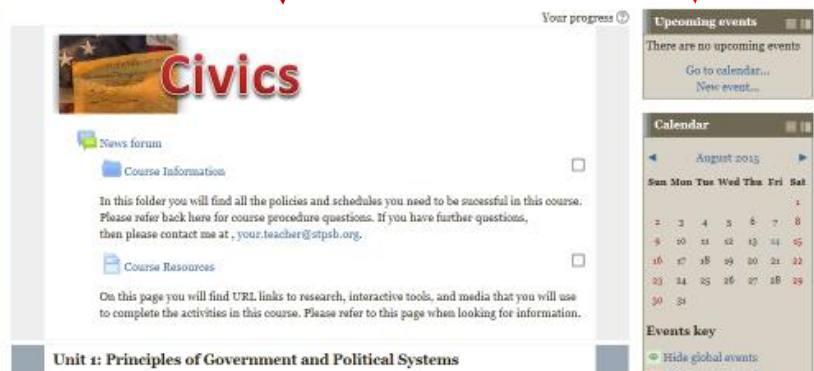 Your progress
Civics
News forum
Course Information
In this folder you will find all the policies and schedules you need to be sucessful in this course.
Please refer back here for course procedure questions. If you have further questions,
then please contact me at , your.teacher@stpsb.org.
Course Resources
On this page you will find URL links to research, interactive tools, and media that you will use
to complete the activities in this course. Please refer to this page when looking for information.
Unit 1: Principles of Government and Political Systems
Upcoming events
There are no upcoming events
Go to calendar...
New event...
Calendar
◄ August 2015 ►
Sun Mon Tue Wed Thu Fri Sat
1
2 3 4 5 6 7 8
9 10 11 12 13 14 15
16 17 18 19 20 21 22
23 24 25 26 27 28 29
30 31
Events key
Hide global events